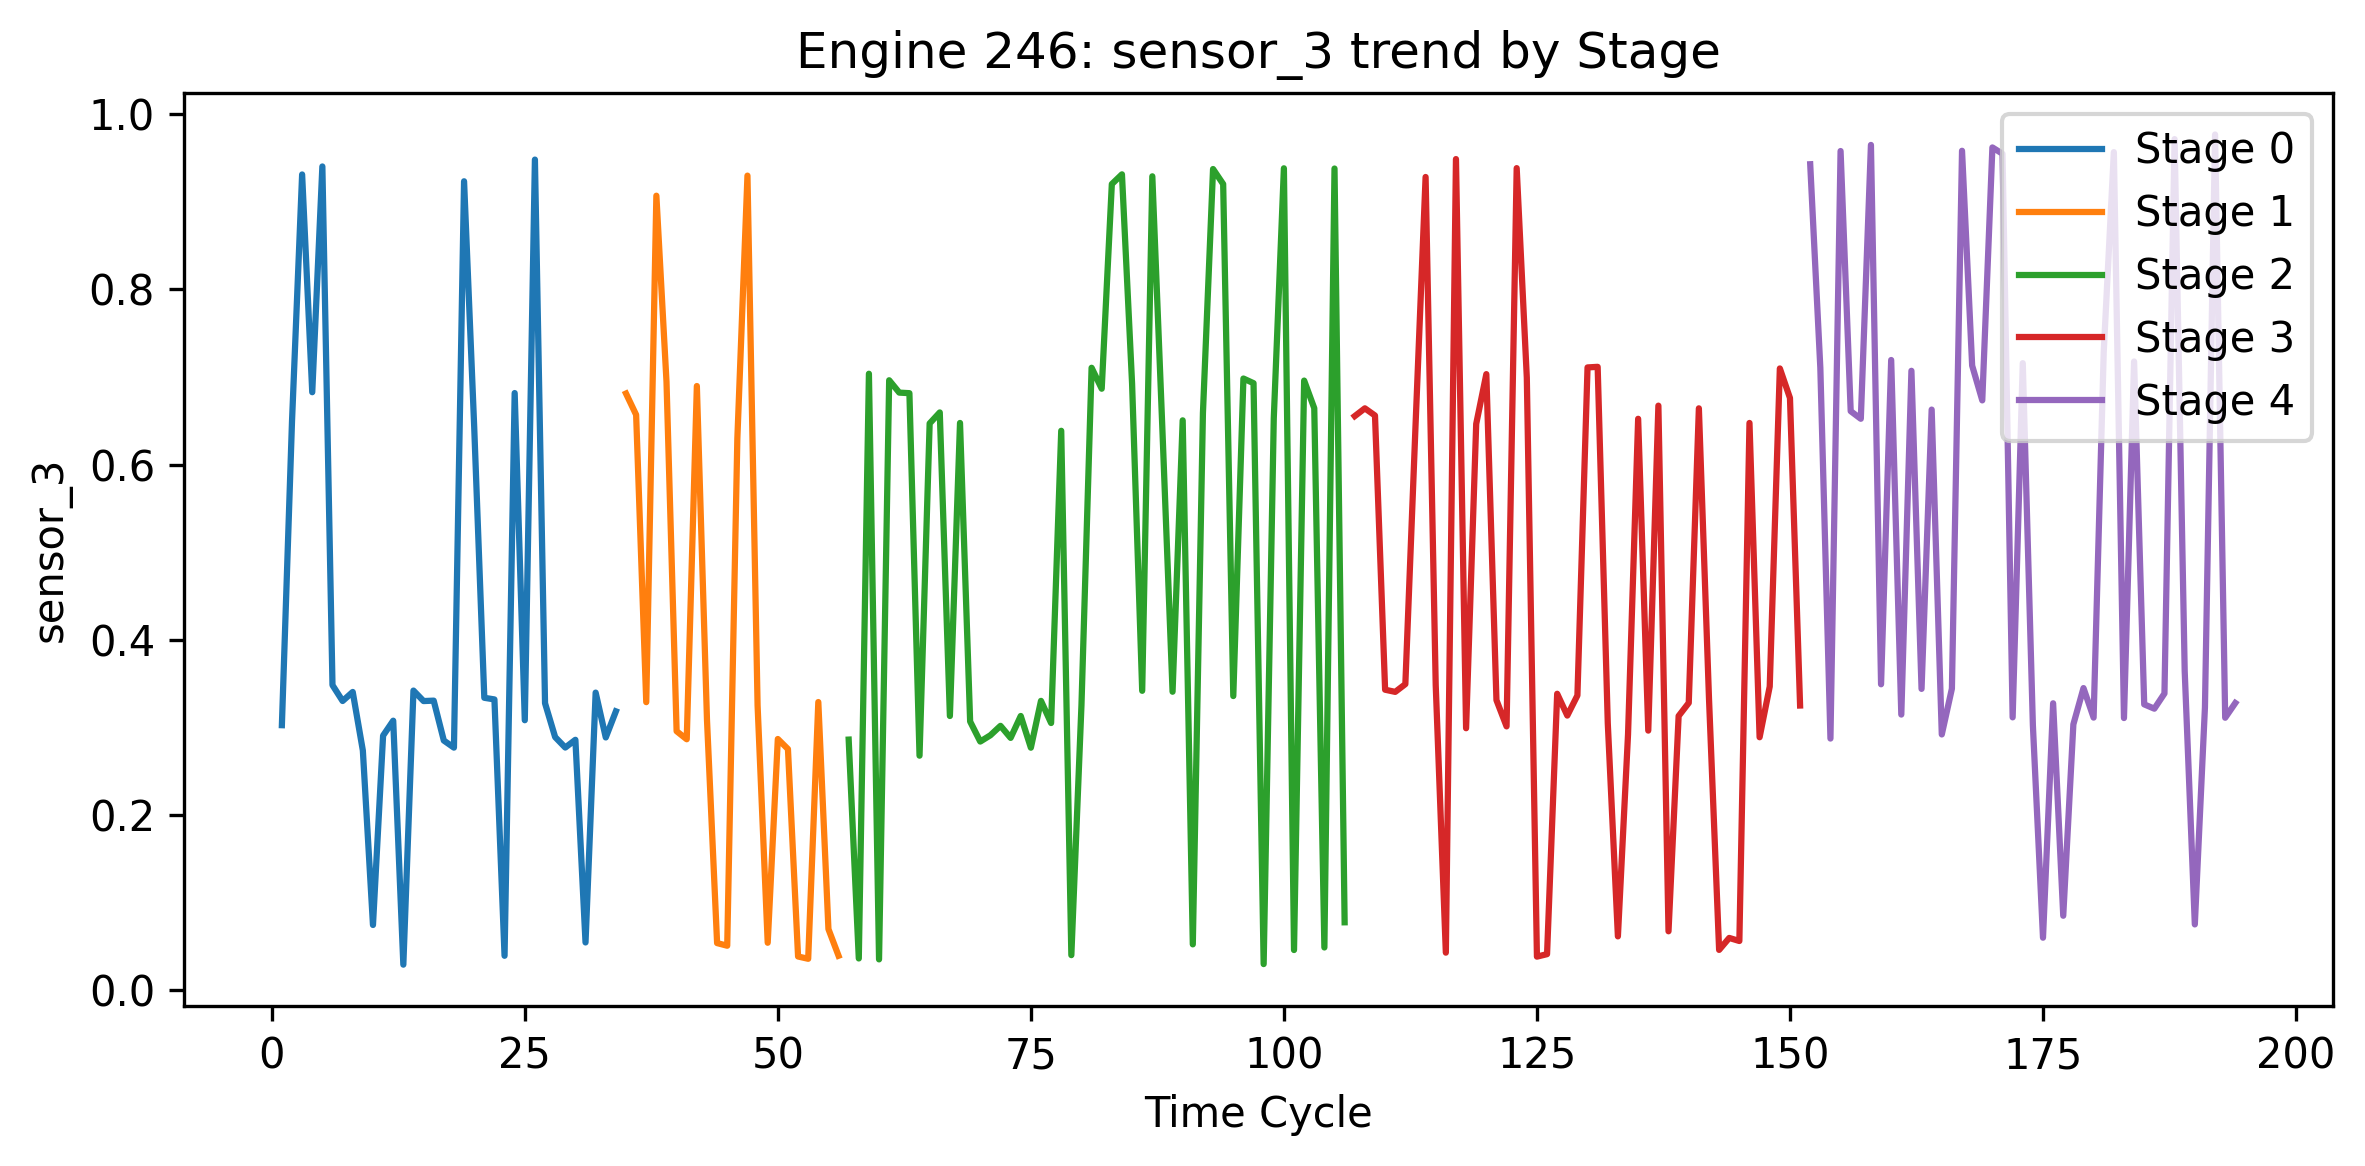 Engine 246: sensor_3 trend by Stage
1.0
0.8
0.6
0.4
0.2
0.0
sensor_3
Stage 0
Stage 1
Stage 2
Stage 3
Stage 4
0 25 50 75 100 125 150 175 200
Time Cycle